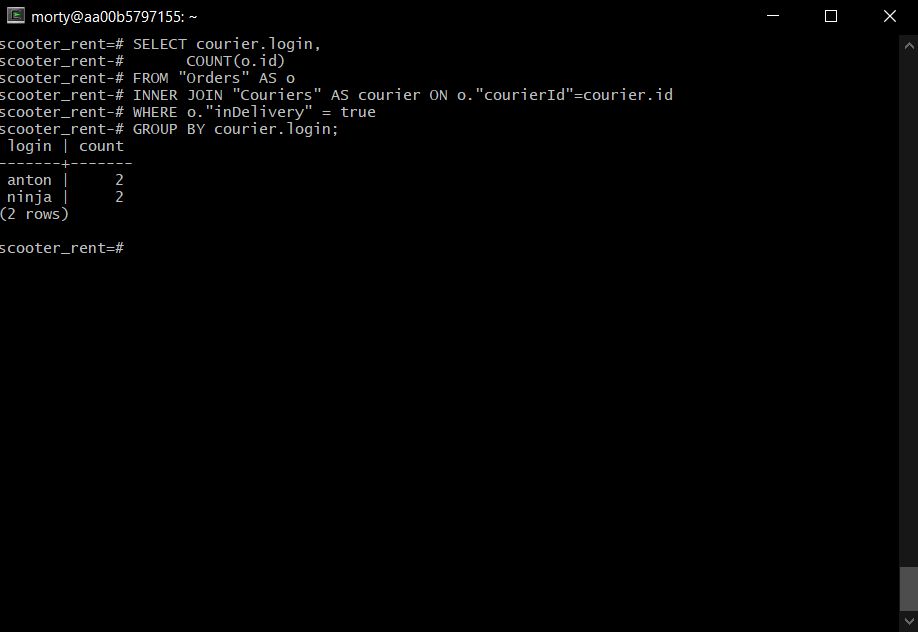 morty@aa00b5797155: ~
scooter_rent=# SELECT courier.login,
scooter_rent-#       COUNT(o.id)
scooter_rent-# FROM "Orders" AS o
scooter_rent-# INNER JOIN "Couriers" AS courier ON o."courierId"=courier.id
scooter_rent-# WHERE o."inDelivery" = true
scooter_rent-# GROUP BY courier.login;
 login | count
-------+-------
 anton |     2
 ninja |     2
(2 rows)
scooter_rent=#